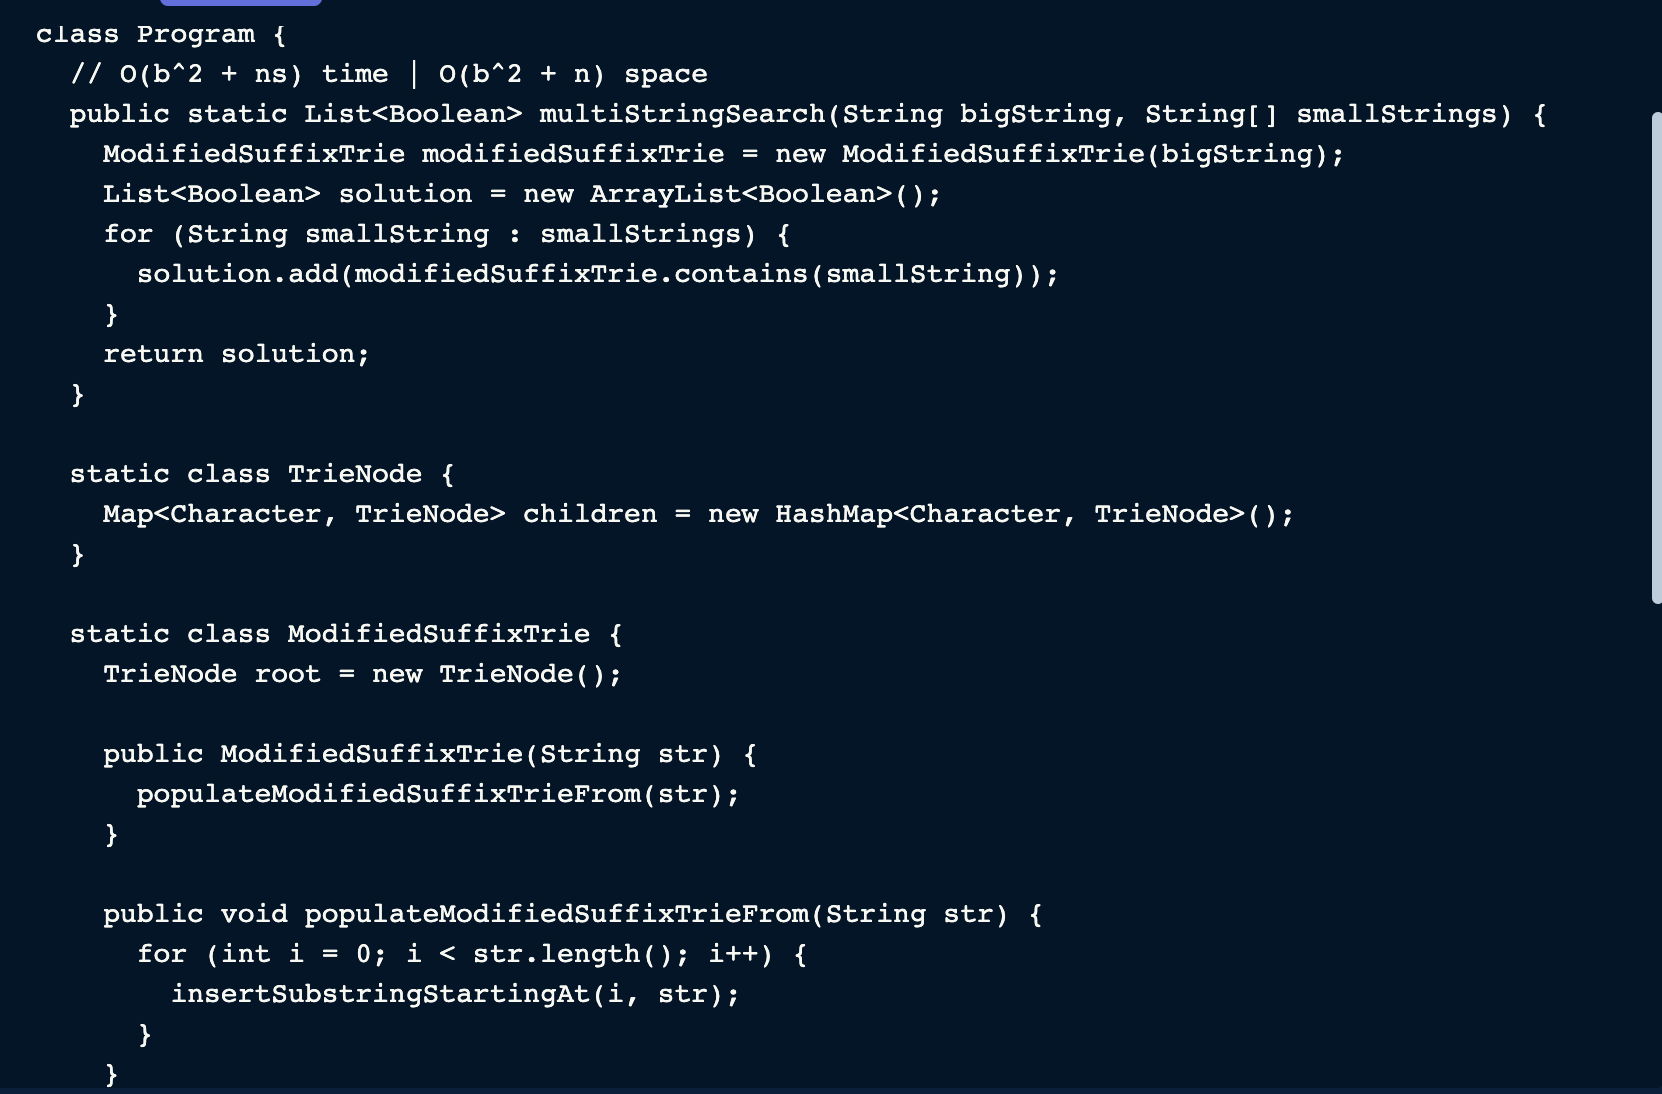 class Program {
// O(b^2 + ns) time | O(b^2 + n) space
public static List<Boolean> multiStringSearch(String bigString, String[] smallStrings) {
ModifiedSuffixTrie modifiedSuffixTrie = new ModifiedSuffixTrie(bigString);
List<Boolean> solution = new ArrayList<Boolean>();
for (String smallString : smallStrings) {
solution.add(modifiedSuffixTrie.contains(smallString));
}
return solution;
}
static class TrieNode {
Map<Character, TrieNode> children = new HashMap<Character, TrieNode>();
}
static class ModifiedSuffixTrie {
TrieNode root = new TrieNode();
public ModifiedSuffixTrie(String str) {
populateModifiedSuffixTrieFrom(str);
}
public void populateModifiedSuffixTrieFrom(String str) {
for (int i = 0; i < str.length(); i++) {
insertSubstringStartingAt(i, str);
}
}